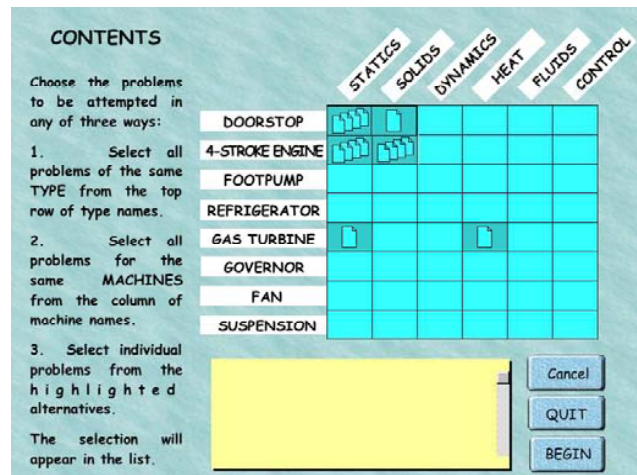 CONTENTS
Choose the problems
to be attempted in
any of three ways:
1. Select all
problems of the same
TYPE from the top
row of type names.
2. Select all
problems for the
same MACHINES
from the column of
machine names.
3. Select individual
problems from the
highlighted
alternatives.
The selection will
appear in the list.
STATICS
SOLIDS
DYNAMICS
HEAT
FLUIDS
CONTROL
DOORSTOP
4-STROKE ENGINE
FOOTPUMP
REFRIGERATOR
GAS TURBINE
GOVERNOR
FAN
SUSPENSION
Cancel
QUIT
BEGIN